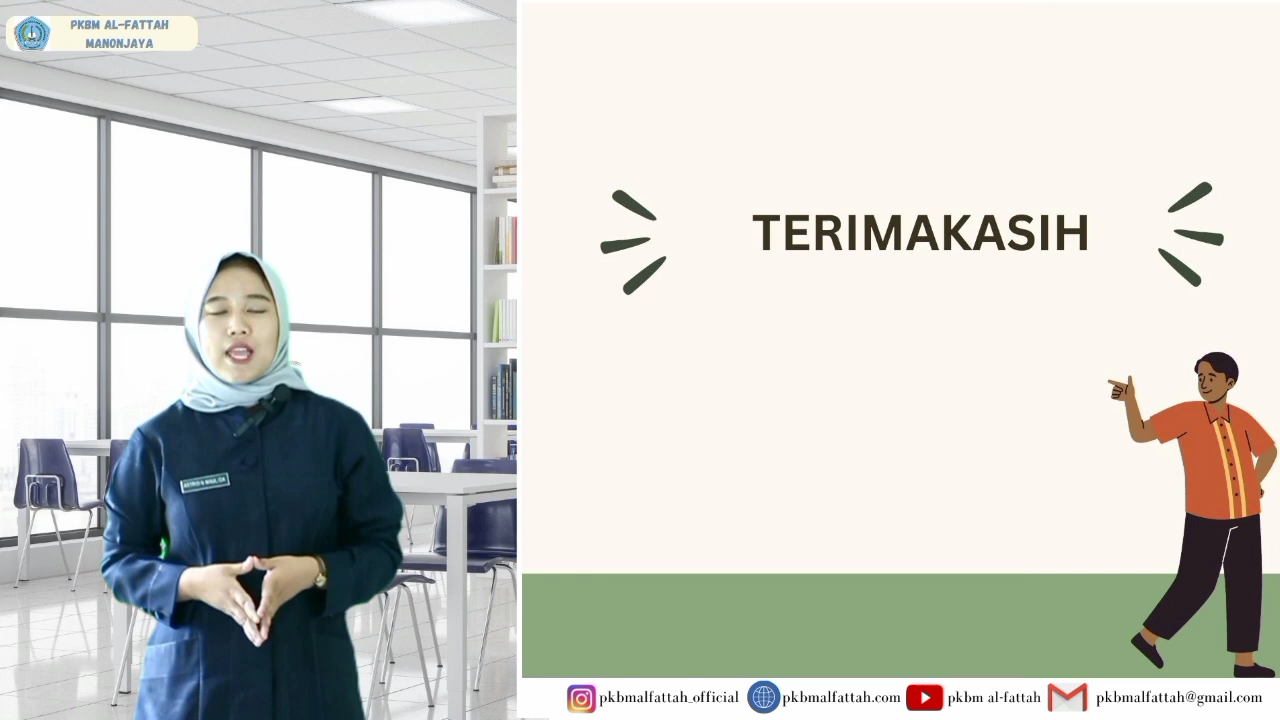 PKBM AL-FATTAH
MANONJAYA
TERIMAKASIH
pkbmalfattah_official
pkbmalfattah.com
pkbm al-fattah
pkbmalfattah@gmail.com